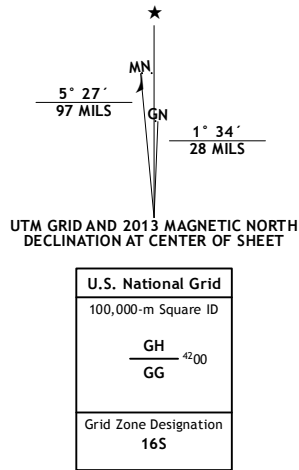 ★
MN.
GN
5° 27´
97 MILS
1° 34´
28 MILS
UTM GRID AND 2013 MAGNETIC NORTH
DECLINATION AT CENTER OF SHEET
U.S. National Grid
100,000-m Square ID
GH
4200
GG
Grid Zone Designation
16S